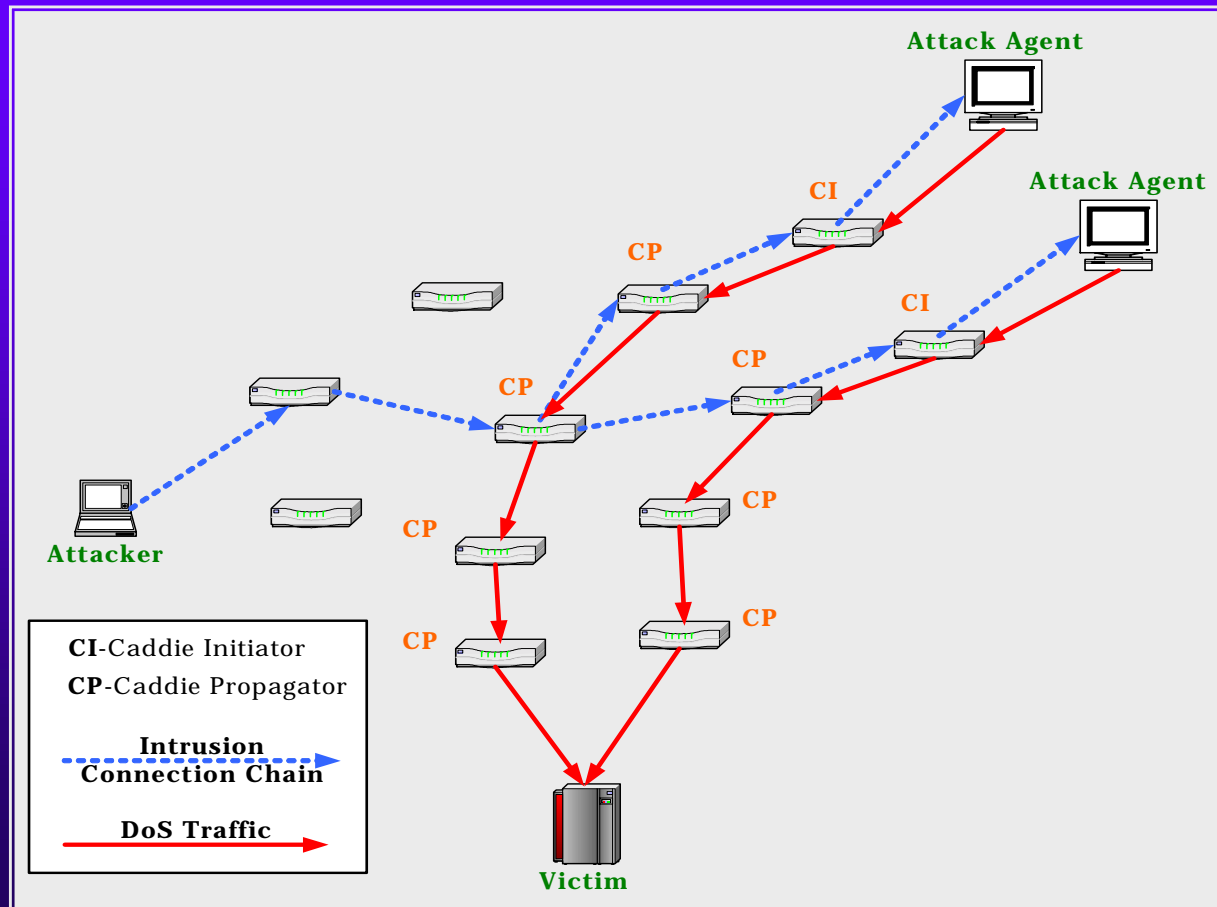 Attack Agent
Attack Agent
CI
CP
CI
CP
CP
CP
CP
Attacker
CP
CP
CI-Caddie Initiator
CP-Caddie Propagator
Intrusion
Connection Chain
DoS Traffic
Victim